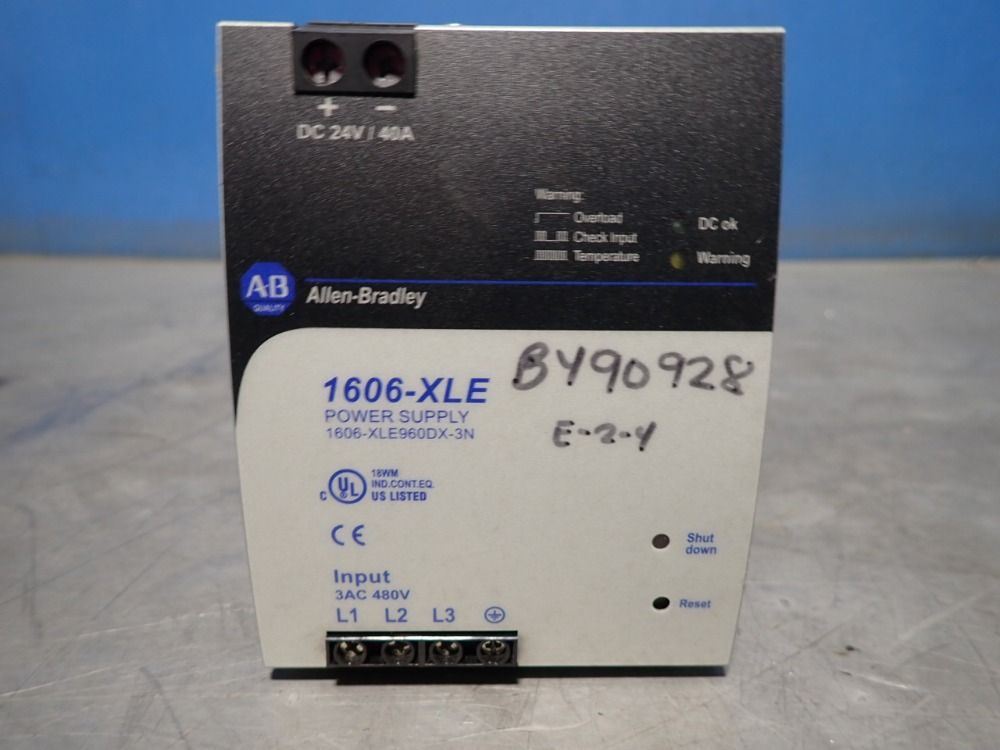 + −
DC 24V / 40A
Warning:
Overload
Check Input
Temperature
DC ok
Warning
AB
QUALITY
Allen-Bradley
1606-XLE
POWER SUPPLY
1606-XLE960DX-3N
BY90928
E-2-4
C UL
18WM
IND.CONT.EQ.
US LISTED
CE
Shut
down
Input
3AC 480V
L1 L2 L3
Reset